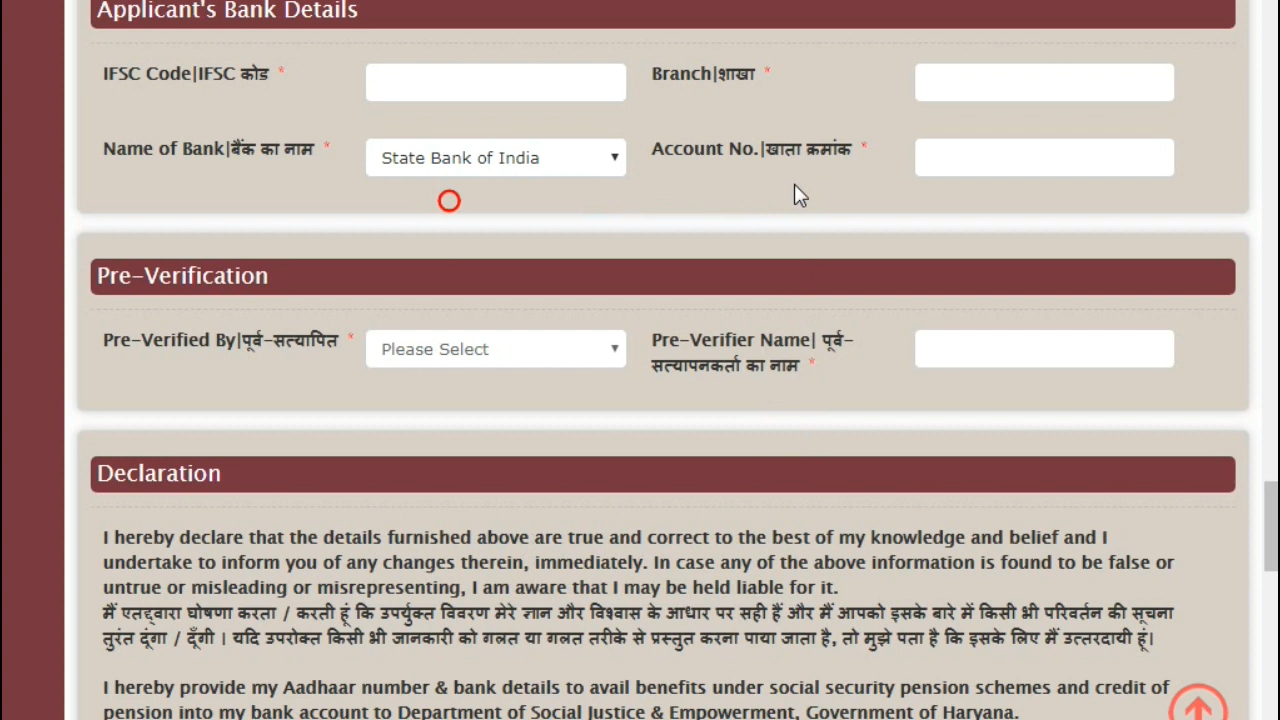 Applicant's Bank Details
IFSC Code|IFSC कोड *
Branch|शाखा *
Name of Bank|बैंक का नाम *
State Bank of India
Account No.|खाता क्रमांक *
Pre-Verification
Pre-Verified By|पूर्व-सत्यापित *
Please Select
Pre-Verifier Name| पूर्व-
सत्यापनकर्ता का नाम *
Declaration
I hereby declare that the details furnished above are true and correct to the best of my knowledge and belief and I
undertake to inform you of any changes therein, immediately. In case any of the above information is found to be false or
untrue or misleading or misrepresenting, I am aware that I may be held liable for it.
मैं एतद्द्वारा घोषणा करता / करती हूं कि उपर्युक्त विवरण मेरे ज्ञान और विश्वास के आधार पर सही हैं और मैं आपको इसके बारे में किसी भी परिवर्तन की सूचना
तुरंत दूंगा / दूँगी । यदि उपरोक्त किसी भी जानकारी को गलत या गलत तरीके से प्रस्तुत करना पाया जाता है, तो मुझे पता है कि इसके लिए मैं उत्तरदायी हूं।
I hereby provide my Aadhaar number & bank details to avail benefits under social security pension schemes and credit of
pension into my bank account to Department of Social Justice & Empowerment, Government of Haryana.